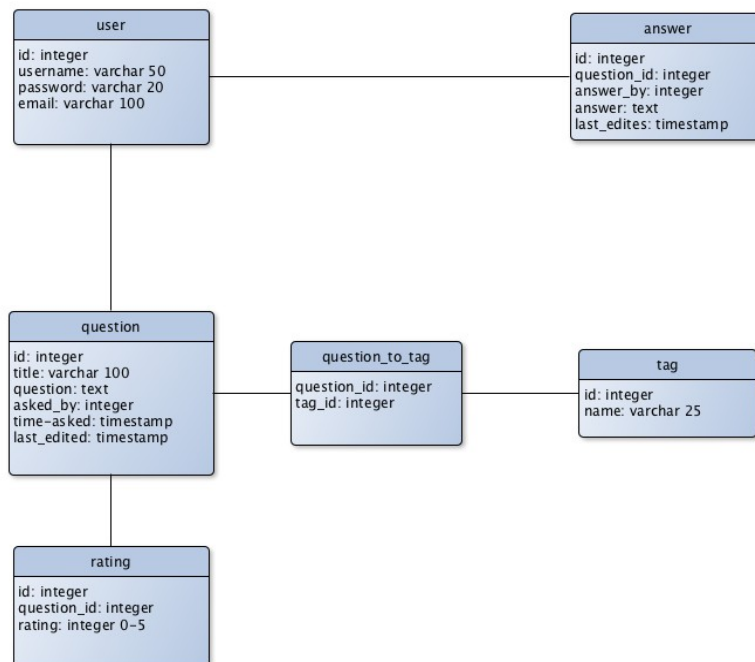 user
id: integer
username: varchar 50
password: varchar 20
email: varchar 100
answer
id: integer
question_id: integer
answer_by: integer
answer: text
last_edites: timestamp
question
id: integer
title: varchar 100
question: text
asked_by: integer
time-asked: timestamp
last_edited: timestamp
question_to_tag
question_id: integer
tag_id: integer
tag
id: integer
name: varchar 25
rating
id: integer
question_id: integer
rating: integer 0-5